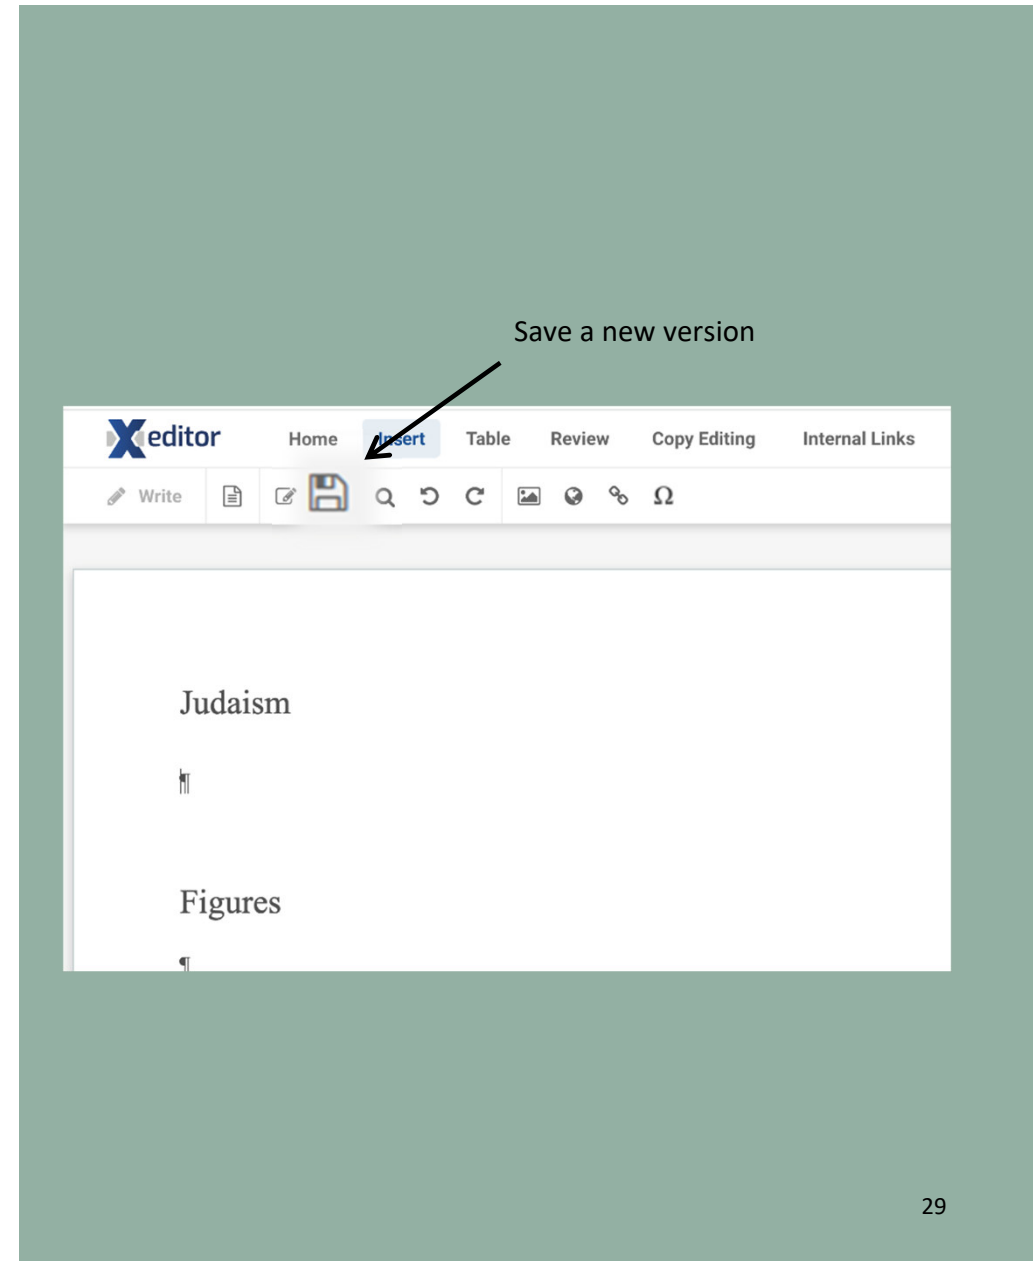 Save a new version
Xeditor Home Insert Table Review Copy Editing Internal Links
Write Ω
Judaism
¶
Figures
¶
29